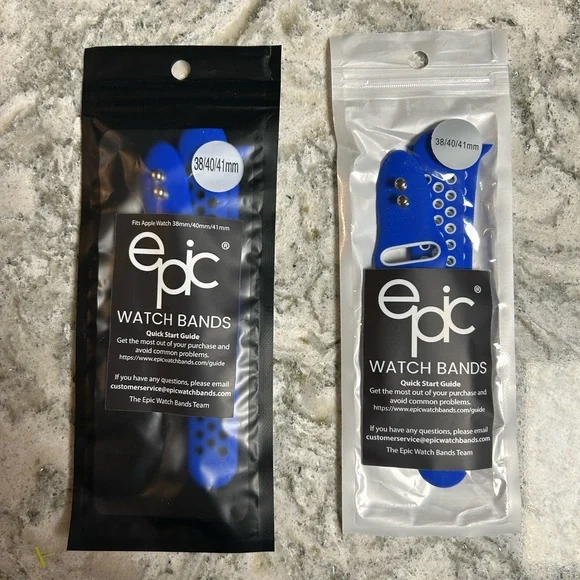 38/40/41mm
Fits Apple Watch 38mm/40mm/41mm
epic®
WATCH BANDS
Quick Start Guide
Get the most out of your purchase and
avoid common problems.
https://www.epicwatchbands.com/guide
If you have any questions, please email
customerservice@epicwatchbands.com
The Epic Watch Bands Team
38/40/41mm
epic®
WATCH BANDS
Quick Start Guide
Get the most out of your purchase and
avoid common problems.
https://www.epicwatchbands.com/guide
If you have any questions, please email
customerservice@epicwatchbands.com
The Epic Watch Bands Team